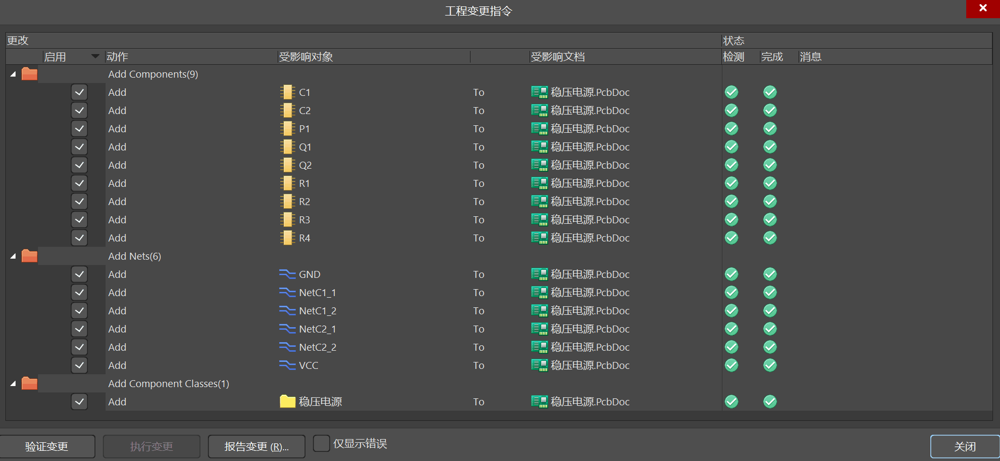 工程变更指令
更改 状态
启用 动作 受影响对象 受影响文档 检测 完成 消息
Add Components(9)
Add C1 To 稳压电源.PcbDoc
Add C2 To 稳压电源.PcbDoc
Add P1 To 稳压电源.PcbDoc
Add Q1 To 稳压电源.PcbDoc
Add Q2 To 稳压电源.PcbDoc
Add R1 To 稳压电源.PcbDoc
Add R2 To 稳压电源.PcbDoc
Add R3 To 稳压电源.PcbDoc
Add R4 To 稳压电源.PcbDoc
Add Nets(6)
Add GND To 稳压电源.PcbDoc
Add NetC1_1 To 稳压电源.PcbDoc
Add NetC1_2 To 稳压电源.PcbDoc
Add NetC2_1 To 稳压电源.PcbDoc
Add NetC2_2 To 稳压电源.PcbDoc
Add VCC To 稳压电源.PcbDoc
Add Component Classes(1)
Add 稳压电源 To 稳压电源.PcbDoc
验证变更 执行变更 报告变更 (R)... 仅显示错误 关闭